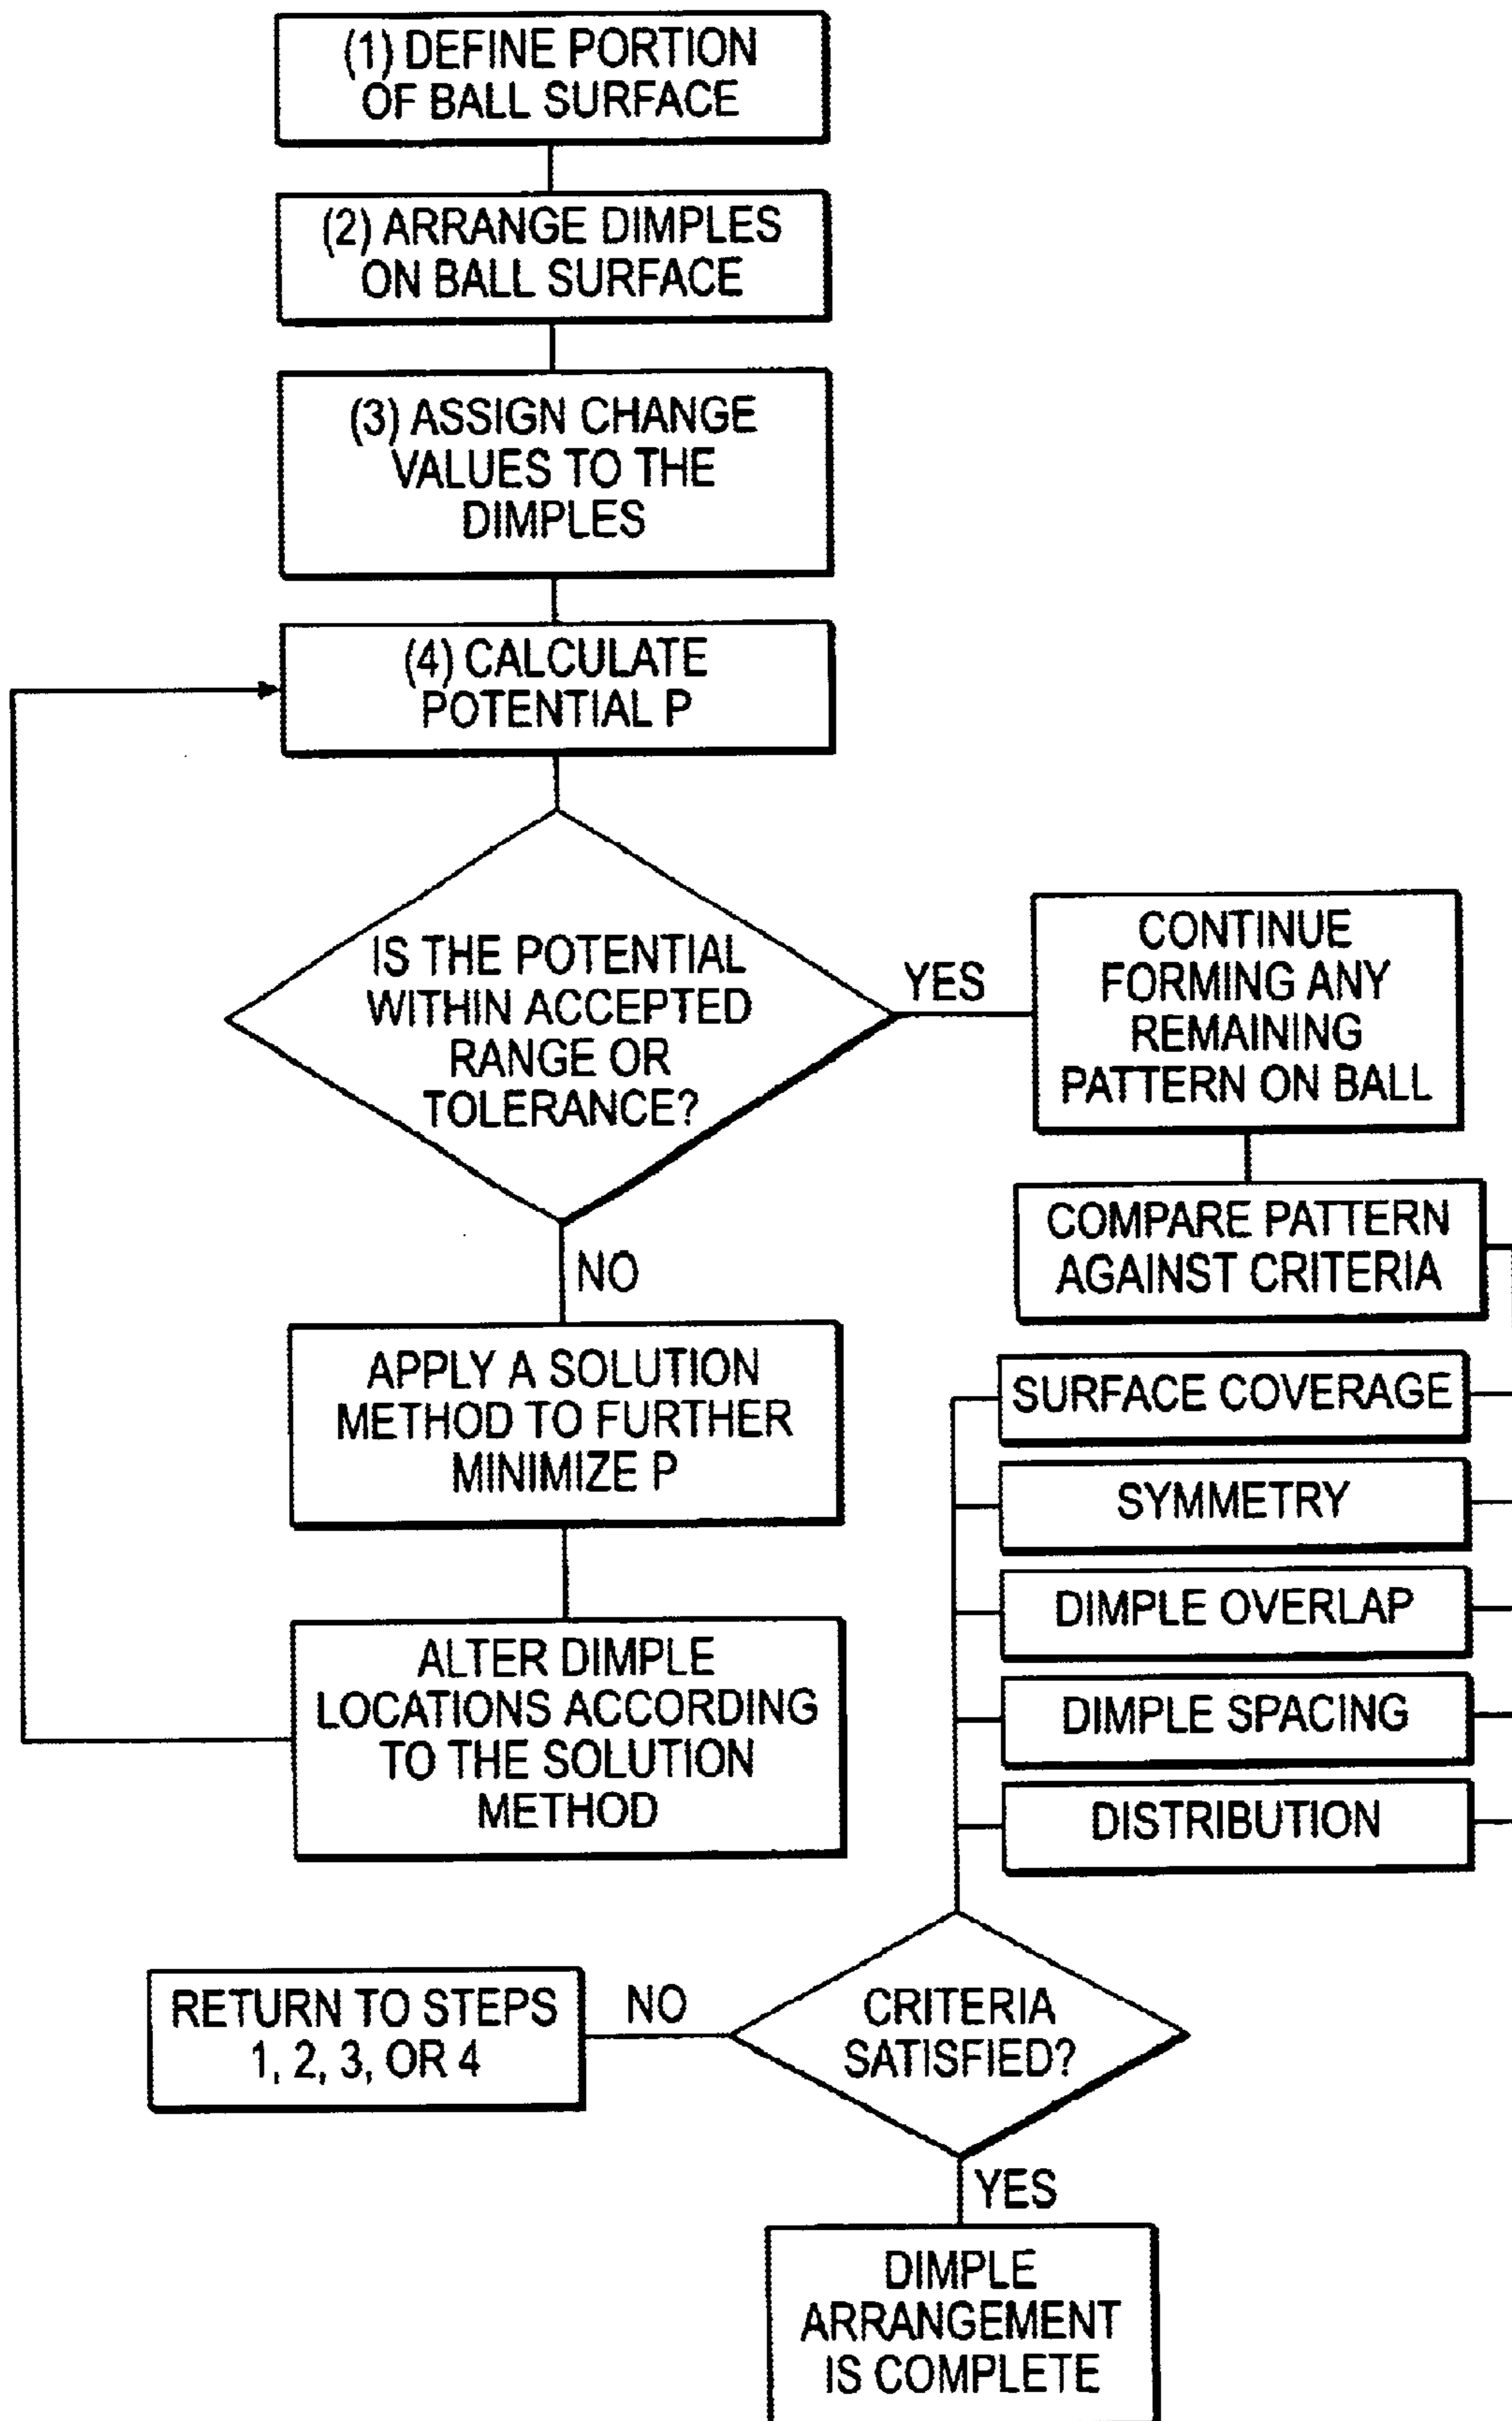 (1) DEFINE PORTION
OF BALL SURFACE
(2) ARRANGE DIMPLES
ON BALL SURFACE
(3) ASSIGN CHANGE
VALUES TO THE
DIMPLES
(4) CALCULATE
POTENTIAL P
IS THE POTENTIAL
WITHIN ACCEPTED
RANGE OR
TOLERANCE?
YES
CONTINUE
FORMING ANY
REMAINING
PATTERN ON BALL
COMPARE PATTERN
AGAINST CRITERIA
NO
APPLY A SOLUTION
METHOD TO FURTHER
MINIMIZE P
ALTER DIMPLE
LOCATIONS ACCORDING
TO THE SOLUTION
METHOD
SURFACE COVERAGE
SYMMETRY
DIMPLE OVERLAP
DIMPLE SPACING
DISTRIBUTION
CRITERIA
SATISFIED?
NO
RETURN TO STEPS
1, 2, 3, OR 4
YES
DIMPLE
ARRANGEMENT
IS COMPLETE